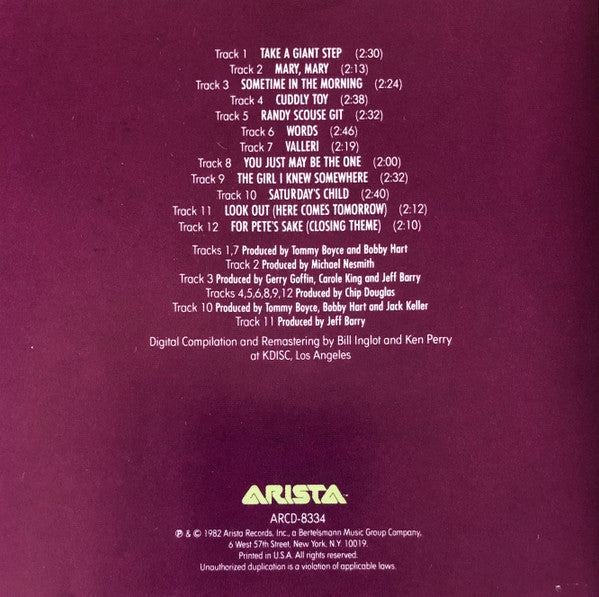 Track 1 TAKE A GIANT STEP (2:30)
Track 2 MARY, MARY (2:13)
Track 3 SOMETIME IN THE MORNING (2:24)
Track 4 CUDDLY TOY (2:38)
Track 5 RANDY SCOUSE GIT (2:32)
Track 6 WORDS (2:46)
Track 7 VALLERI (2:19)
Track 8 YOU JUST MAY BE THE ONE (2:00)
Track 9 THE GIRL I KNEW SOMEWHERE (2:32)
Track 10 SATURDAY'S CHILD (2:40)
Track 11 LOOK OUT (HERE COMES TOMORROW) (2:12)
Track 12 FOR PETE'S SAKE (CLOSING THEME) (2:10)
Tracks 1,7 Produced by Tommy Boyce and Bobby Hart
Track 2 Produced by Michael Nesmith
Track 3 Produced by Gerry Goffin, Carole King and Jeff Barry
Tracks 4,5,6,8,9,12 Produced by Chip Douglas
Track 10 Produced by Tommy Boyce, Bobby Hart and Jack Keller
Track 11 Produced by Jeff Barry
Digital Compilation and Remastering by Bill Inglot and Ken Perry
at KDISC, Los Angeles
ARISTA™
ARCD-8334
℗ & © 1982 Arista Records, Inc., a Bertelsmann Music Group Company,
6 West 57th Street, New York, N.Y. 10019.
Printed in U.S.A. All rights reserved.
Unauthorized duplication is a violation of applicable laws.